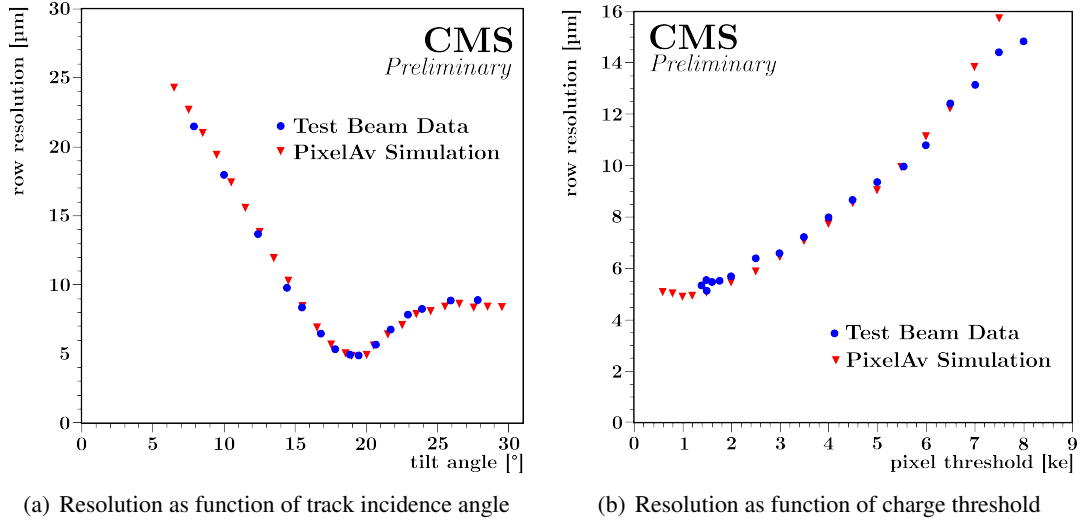 30
25
20
15
10
5
0
row resolution [µm]
CMS
Preliminary
Test Beam Data
PixelAv Simulation
0 5 10 15 20 25 30
tilt angle [°]
(a) Resolution as function of track incidence angle
16
14
12
10
8
6
4
2
0
row resolution [µm]
CMS
Preliminary
Test Beam Data
PixelAv Simulation
0 1 2 3 4 5 6 7 8 9
pixel threshold [ke]
(b) Resolution as function of charge threshold